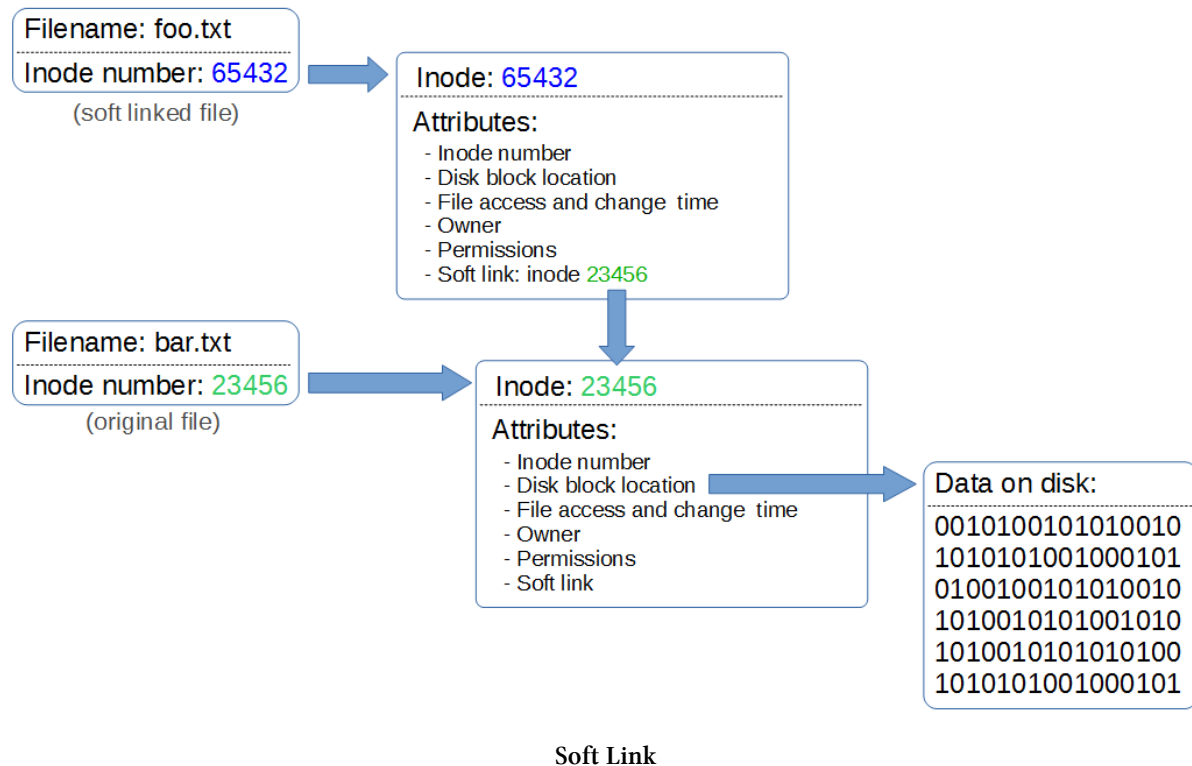 Filename: foo.txt
Inode number: 65432
(soft linked file)
Inode: 65432
Attributes:
- Inode number
- Disk block location
- File access and change time
- Owner
- Permissions
- Soft link: inode 23456
Filename: bar.txt
Inode number: 23456
(original file)
Inode: 23456
Attributes:
- Inode number
- Disk block location
- File access and change time
- Owner
- Permissions
- Soft link
Data on disk:
0010100101010010
1010101001000101
0100100101010010
1010010101001010
1010010101010100
1010101001000101
Soft Link